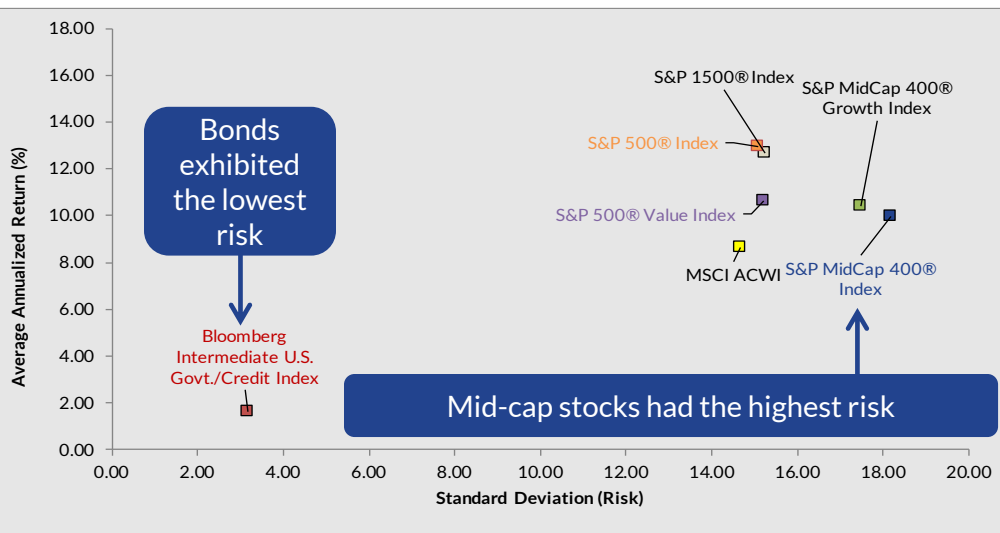 18.00
16.00
14.00
12.00
10.00
8.00
6.00
4.00
2.00
0.00
Average Annualized Return (%)
Bonds
exhibited
the lowest
risk
S&P 1500® Index
S&P MidCap 400®
Growth Index
S&P 500® Index
S&P 500® Value Index
MSCI ACWI
S&P MidCap 400®
Index
Bloomberg
Intermediate U.S.
Govt./Credit Index
Mid-cap stocks had the highest risk
0.00 2.00 4.00 6.00 8.00 10.00 12.00 14.00 16.00 18.00 20.00
Standard Deviation (Risk)